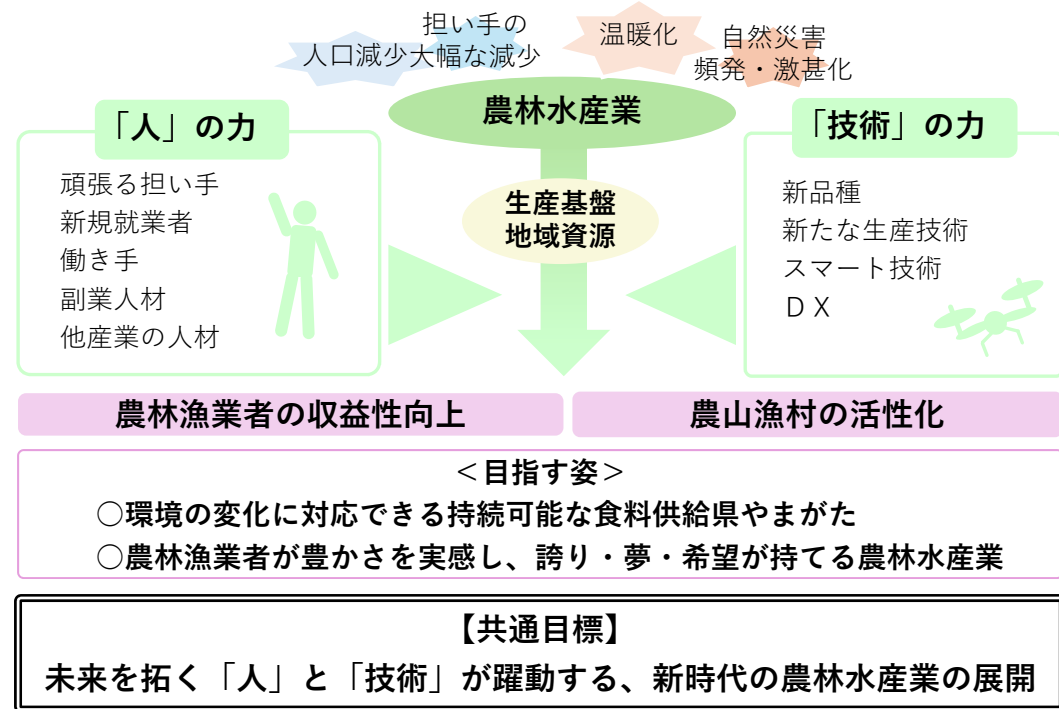 担い手の
人口減少大幅な減少
温暖化
自然災害
頻発・激甚化
農林水産業
「人」の力
頑張る担い手
新規就業者
働き手
副業人材
他産業の人材
生産基盤
地域資源
「技術」の力
新品種
新たな生産技術
スマート技術
ＤＸ
農林漁業者の収益性向上
農山漁村の活性化
＜目指す姿＞
○環境の変化に対応できる持続可能な食料供給県やまがた
○農林漁業者が豊かさを実感し、誇り・夢・希望が持てる農林水産業
【共通目標】
未来を拓く「人」と「技術」が躍動する、新時代の農林水産業の展開